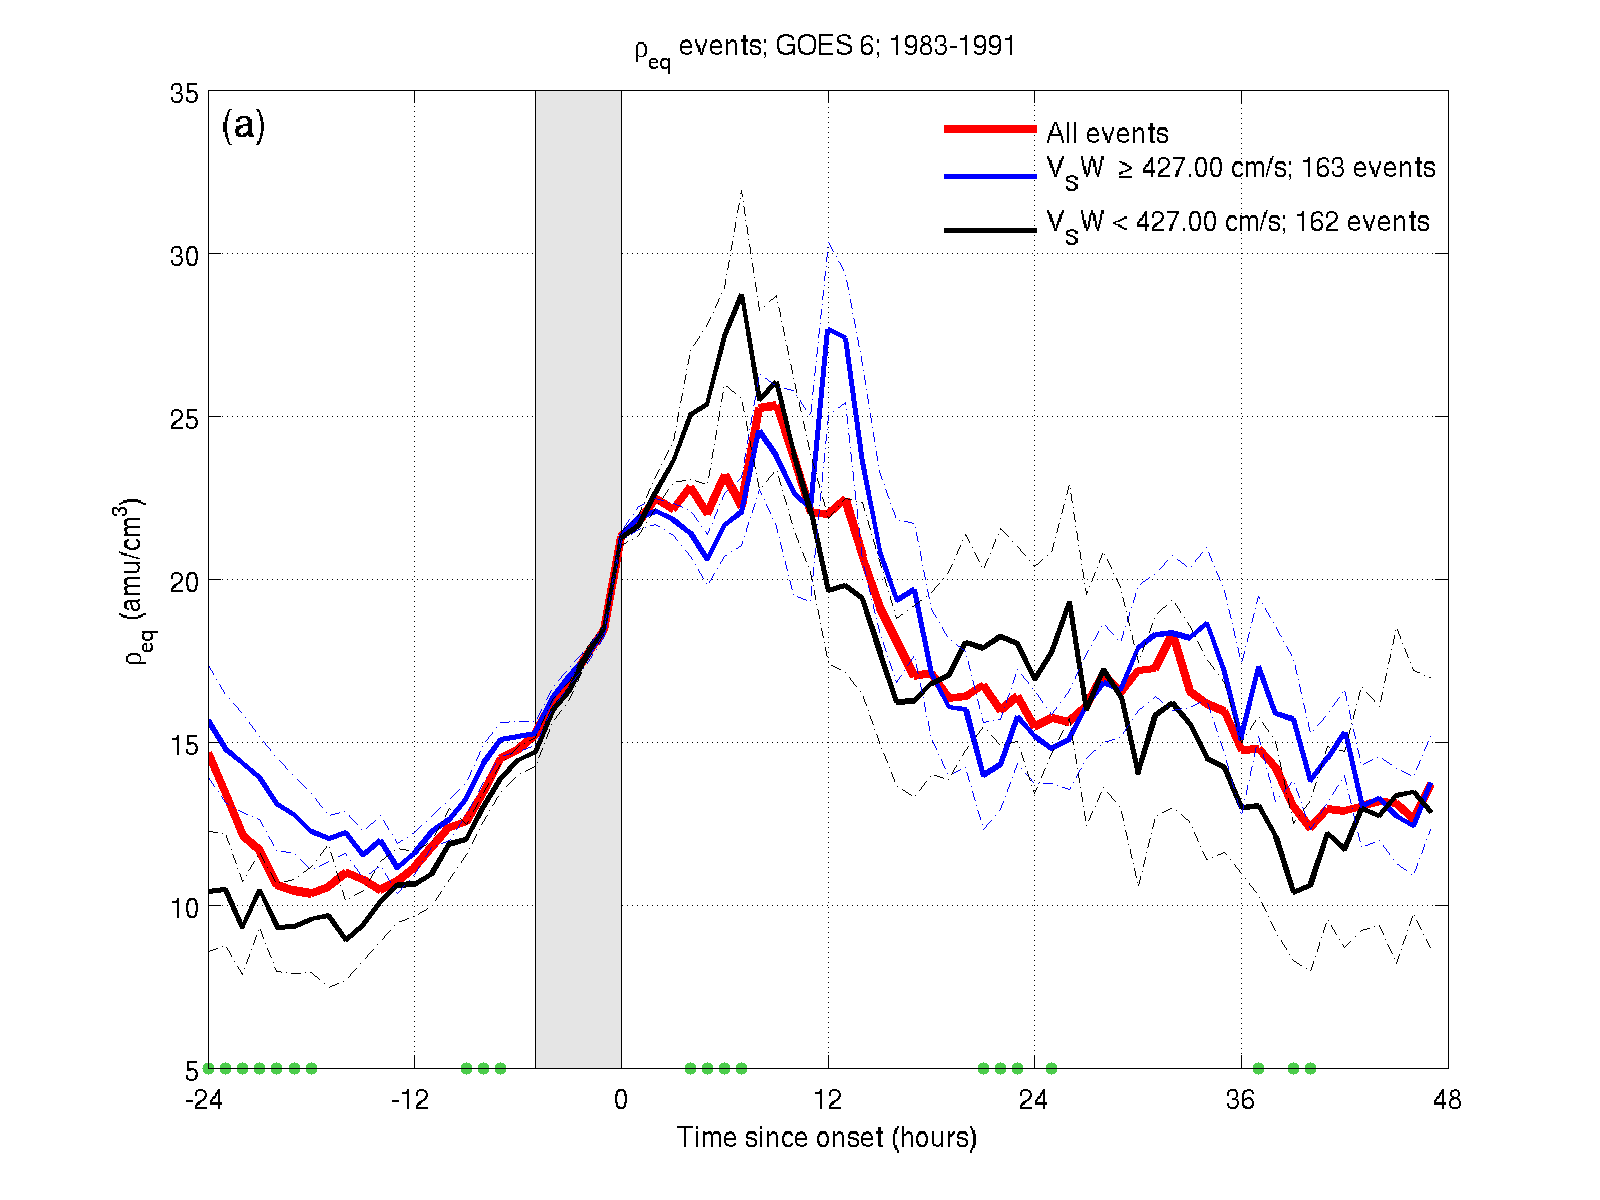 ρeq events; GOES 6; 1983-1991
(a)
All events
VSW ≥ 427.00 cm/s; 163 events
VSW < 427.00 cm/s; 162 events
35
30
25
20
15
10
5
ρeq (amu/cm³)
-24 -12 0 12 24 36 48
Time since onset (hours)